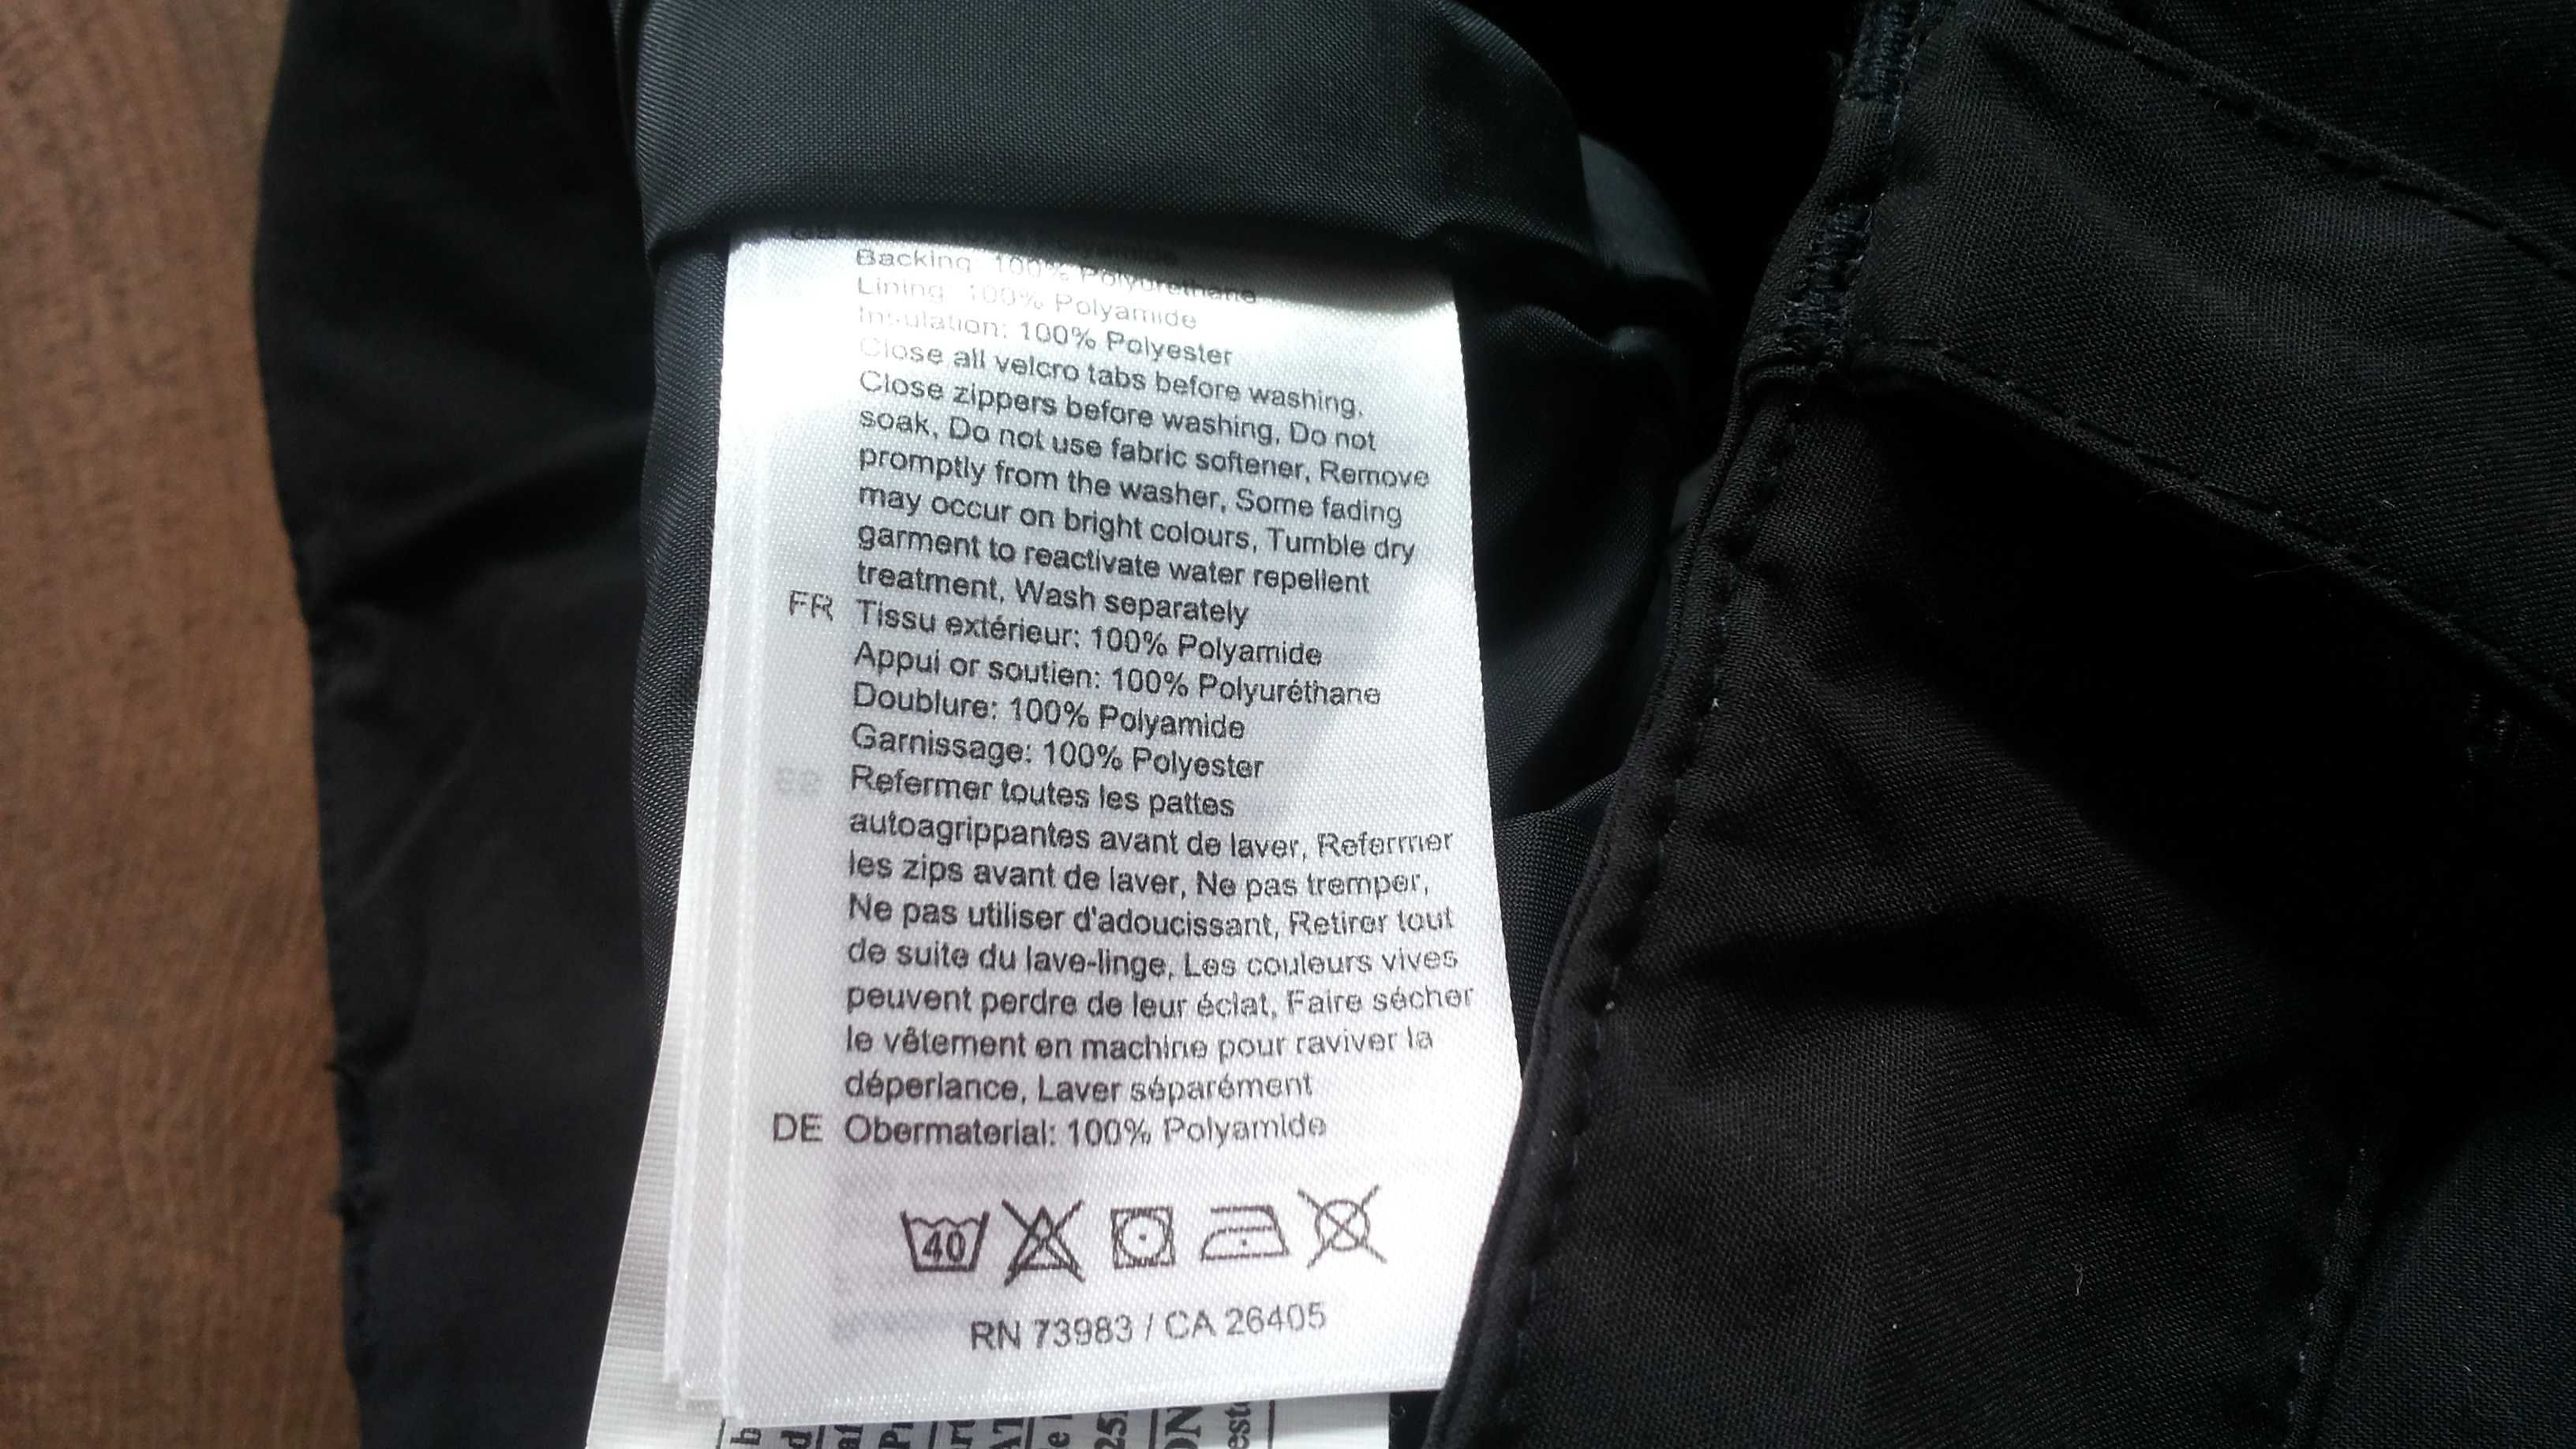 Backing: 100% Polyurethane
Lining: 100% Polyamide
Insulation: 100% Polyester
Close all velcro tabs before washing,
Close zippers before washing, Do not
soak, Do not use fabric softener, Remove
promptly from the washer, Some fading
may occur on bright colours, Tumble dry
garment to reactivate water repellent
treatment, Wash separately
FR Tissu extérieur: 100% Polyamide
Appui or soutien: 100% Polyuréthane
Doublure: 100% Polyamide
Garnissage: 100% Polyester
Refermer toutes les pattes
autoagrippantes avant de laver, Refermer
les zips avant de laver, Ne pas tremper,
Ne pas utiliser d'adoucissant, Retirer tout
de suite du lave-linge, Les couleurs vives
peuvent perdre de leur éclat, Faire sécher
le vêtement en machine pour raviver la
déperlance, Laver séparément
DE Obermaterial: 100% Polyamide
40
RN 73983 / CA 26405